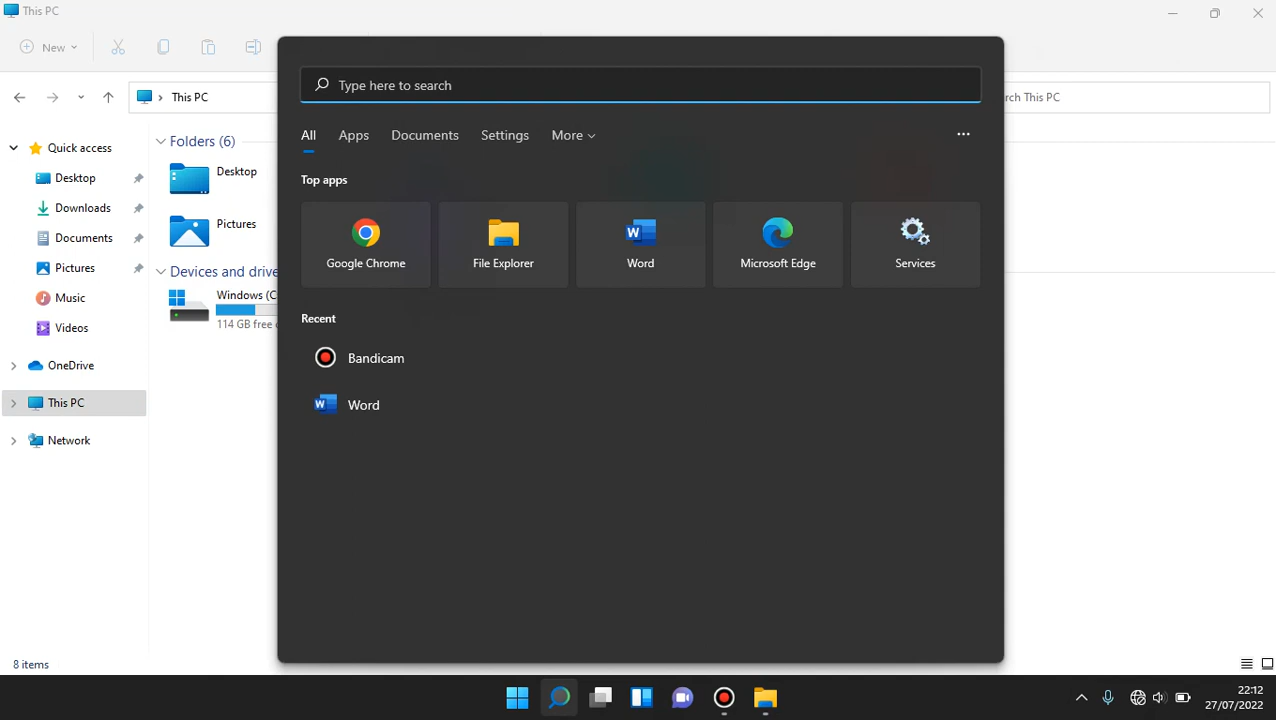 This PC
New
This PC
rch This PC
Quick access
Desktop
Downloads
Documents
Pictures
Music
Videos
OneDrive
This PC
Network
Folders (6)
Desktop
Pictures
Devices and drive
Windows (C
114 GB free
8 items
Type here to search
All Apps Documents Settings More
Top apps
Google Chrome
File Explorer
Word
Microsoft Edge
Services
Recent
Bandicam
Word
22:12
27/07/2022